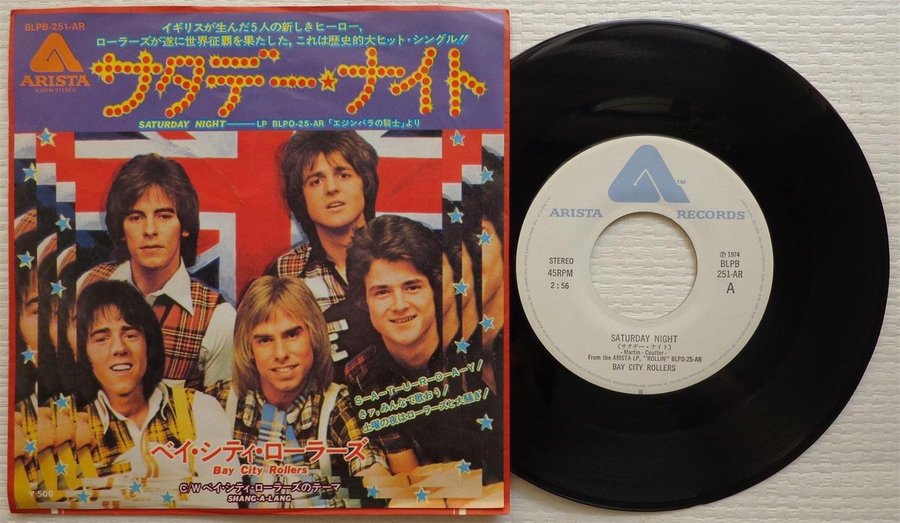 BLPB-251-AR
イギリスが生んだ5人の新しきヒーロー,
ローラーズが遂に世界征覇を果たした,これは歴史的大ヒット・シングル!!
ARISTA
45RPM STEREO
サタデー・ナイト
SATURDAY NIGHT——LP BLPO-25-AR「エジンバラの騎士」より
S—A—T—U—R—D—A—Y!
さァ,みんなで歌おう!
土曜の夜はローラーズと大騒ぎ!
ベイ・シティ・ローラーズ
Bay City Rollers
C/W ベイ・シティ・ローラーズのテーマ
SHANG-A-LANG
¥500
TM
ARISTA RECORDS
STEREO
45RPM
2:56
Ⓟ 1974
BLPB
251-AR
A
SATURDAY NIGHT
(サタデー・ナイト)
- Martin - Coulter -
From the ARISTA LP, "ROLLIN'" BLPO-25-AR
BAY CITY ROLLERS